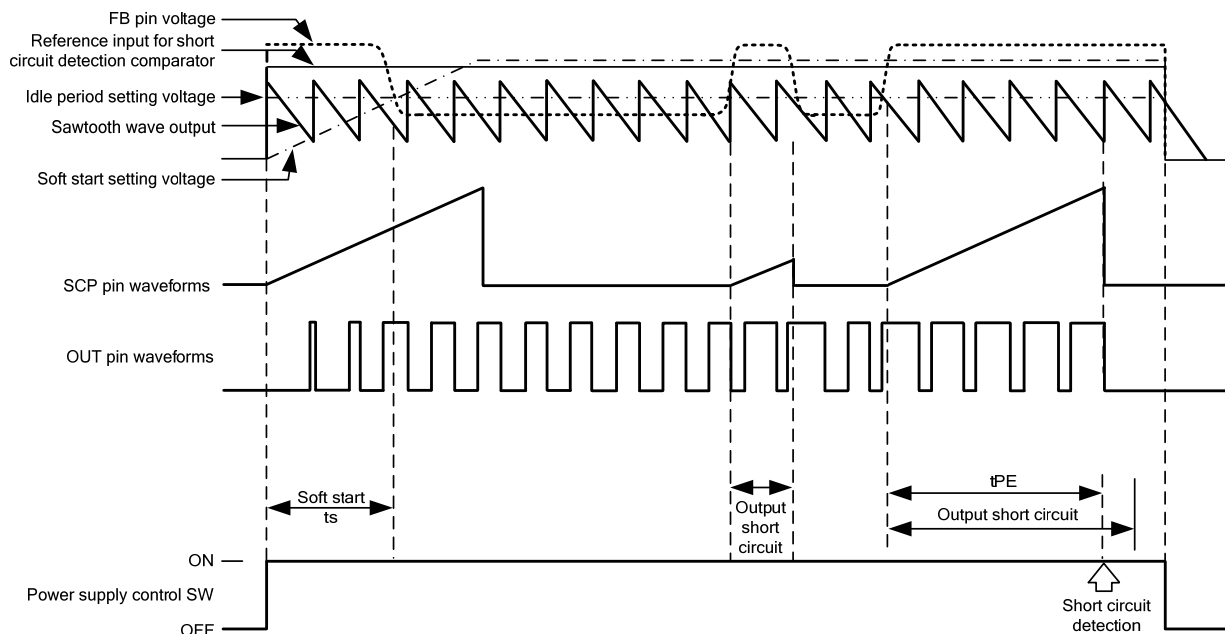 FB pin voltage
Reference input for short
circuit detection comparator
Idle period setting voltage
Sawtooth wave output
Soft start setting voltage
SCP pin waveforms
OUT pin waveforms
Soft start
ts
Output
short
circuit
tPE
Output short circuit
ON
Power supply control SW
OFF
Short circuit
detection